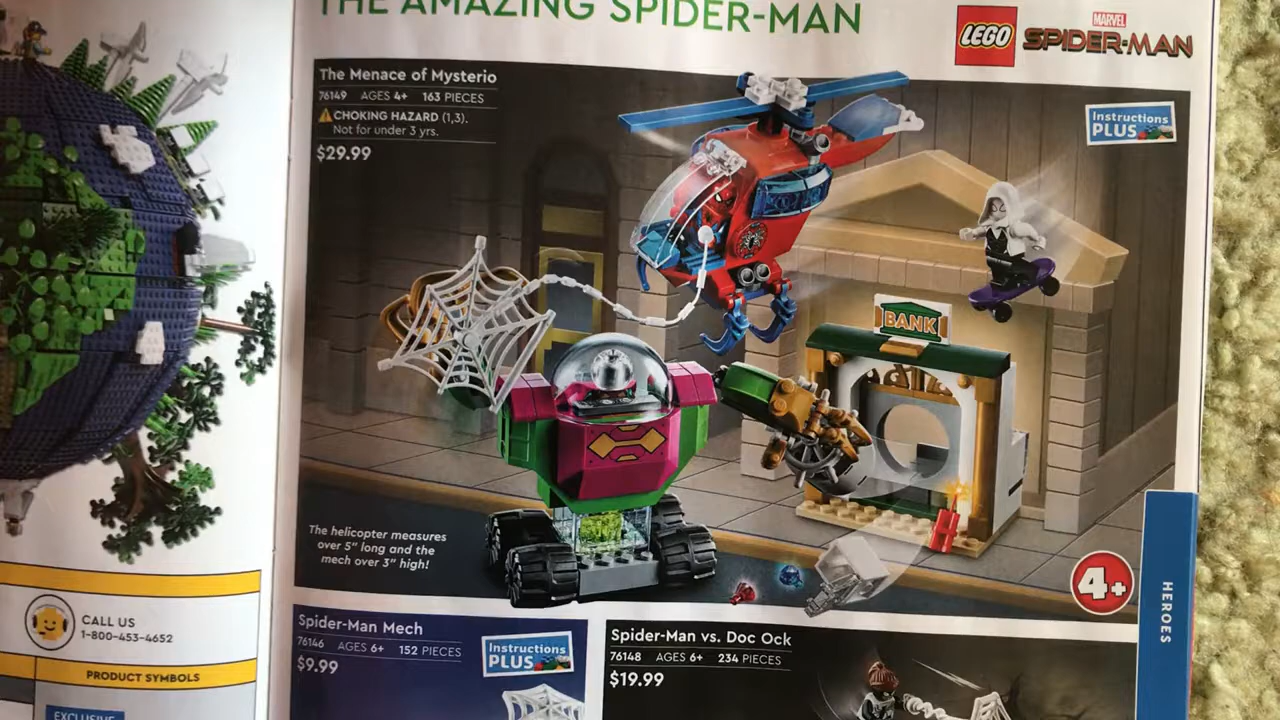 THE AMAZING SPIDER-MAN
LEGO
MARVEL
SPIDER-MAN
The Menace of Mysterio
76149 AGES 4+ 163 PIECES
CHOKING HAZARD (1,3).
Not for under 3 yrs.
$29.99
Instructions
PLUS
BANK
The helicopter measures
over 5" long and the
mech over 3" high!
4+
HEROES
CALL US
1-800-453-4652
PRODUCT SYMBOLS
EXCLUSIVE
Spider-Man Mech
76146 AGES 6+ 152 PIECES
$9.99
Instructions
PLUS
Spider-Man vs. Doc Ock
76148 AGES 6+ 234 PIECES
$19.99